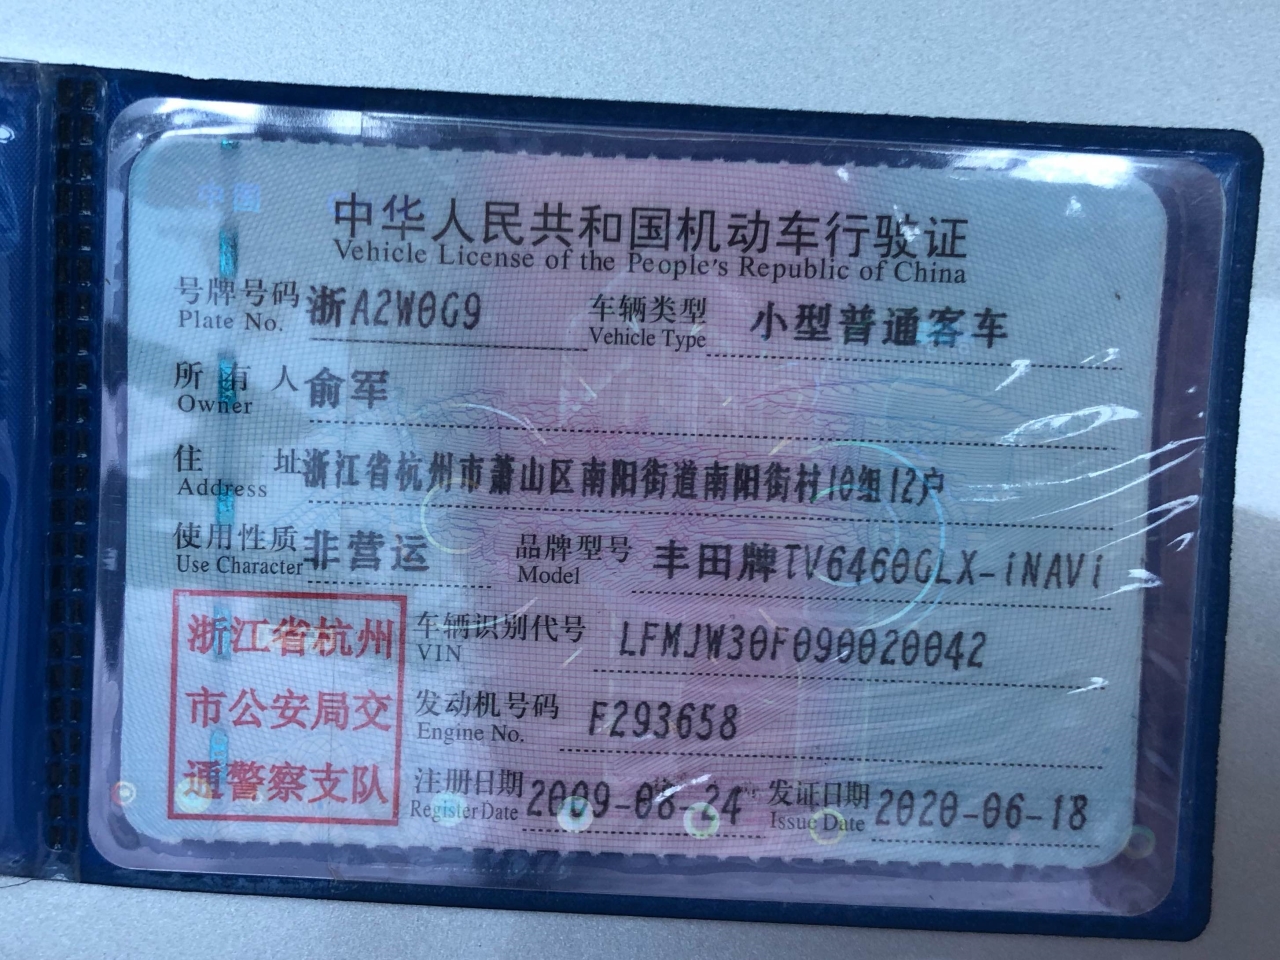 中华人民共和国机动车行驶证
Vehicle License of the People's Republic of China
号牌号码 浙A2W0G9 车辆类型 小型普通客车
Plate No. Vehicle Type
所有人 俞军
Owner
住址 浙江省杭州市萧山区南阳街道南阳街村10组12户
Address
使用性质 非营运 品牌型号 丰田牌TV6460GLX-iNAVi
Use Character Model
浙江省杭州
市公安局交
通警察支队
车辆识别代号 LFMJW30F090020042
VIN
发动机号码 F293658
Engine No.
注册日期 2009-08-24 发证日期 2020-06-18
Register Date Issue Date